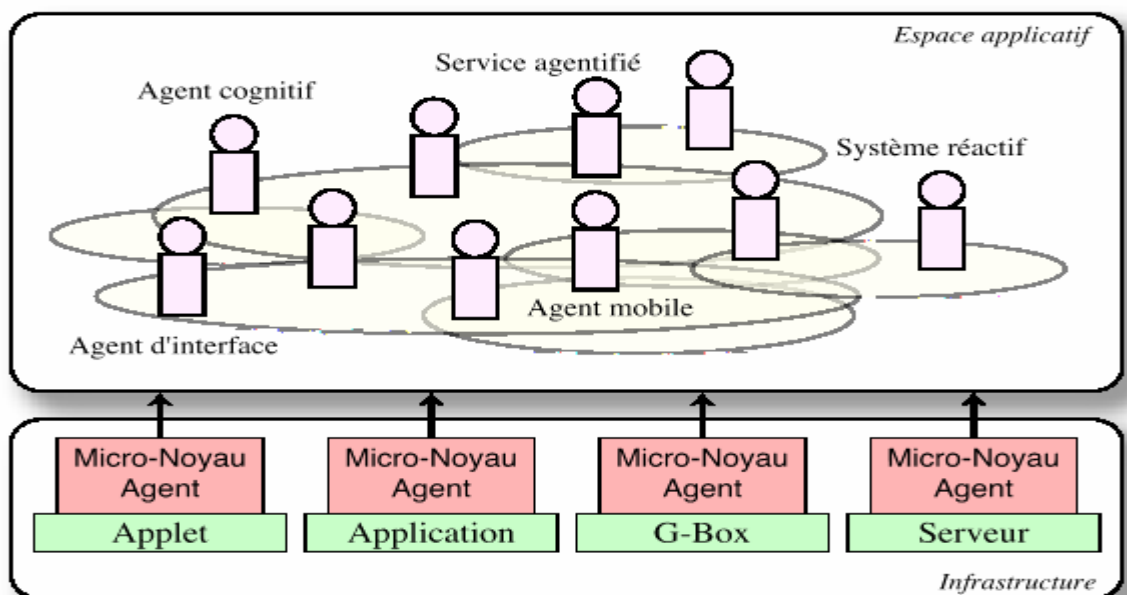 Espace applicatif
Service agentifié
Agent cognitif
Système réactif
Agent mobile
Agent d'interface
Micro-Noyau
Agent
Applet
Micro-Noyau
Agent
Application
Micro-Noyau
Agent
G-Box
Micro-Noyau
Agent
Serveur
Infrastructure